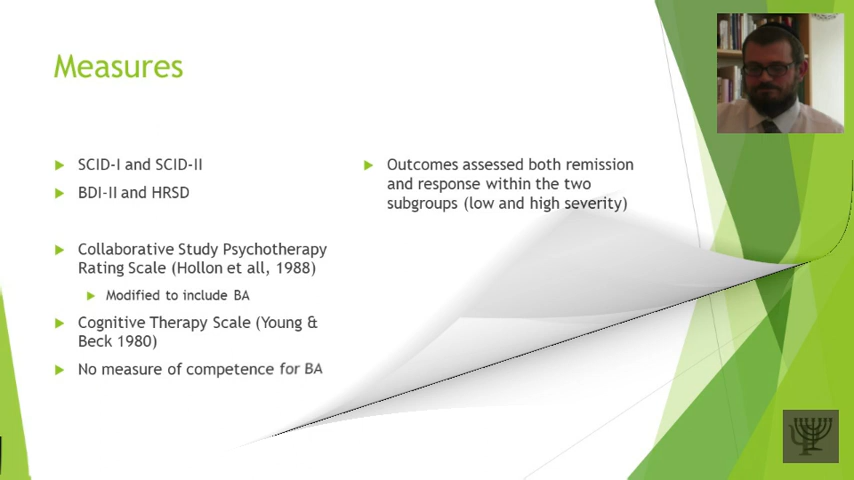 Measures
SCID-I and SCID-II
BDI-II and HRSD
Collaborative Study Psychotherapy
Rating Scale (Hollon et all, 1988)
Modified to include BA
Cognitive Therapy Scale (Young &
Beck 1980)
No measure of competence for BA
Outcomes assessed both remission
and response within the two
subgroups (low and high severity)